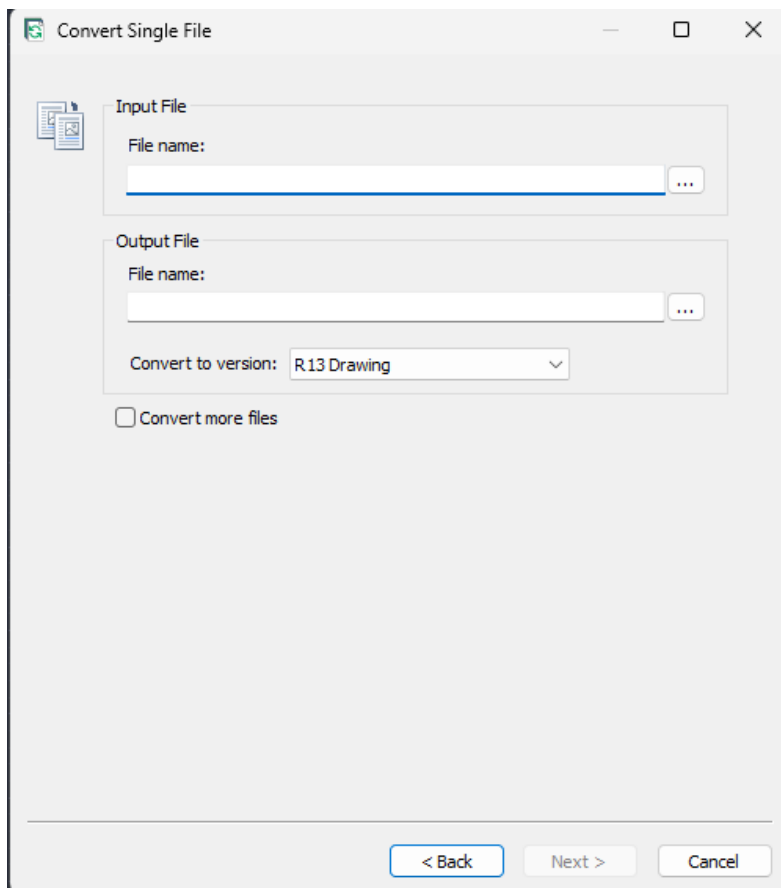 Convert Single File
Input File
File name:
...
Output File
File name:
...
Convert to version: R13 Drawing
Convert more files
< Back Next > Cancel